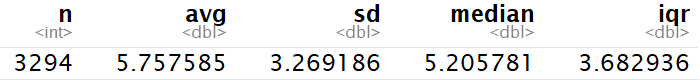 n avg sd median iqr
<int> <dbl> <dbl> <dbl> <dbl>
3294 5.757585 3.269186 5.205781 3.682936